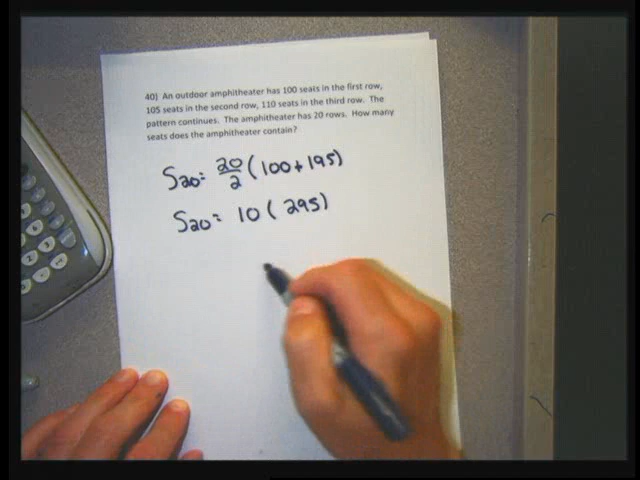 40) An outdoor amphitheater has 100 seats in the first row,
105 seats in the second row, 110 seats in the third row. The
pattern continues. The amphitheater has 20 rows. How many
seats does the amphitheater contain?
S₂₀= 20/2 (100+195)
S₂₀= 10(295)